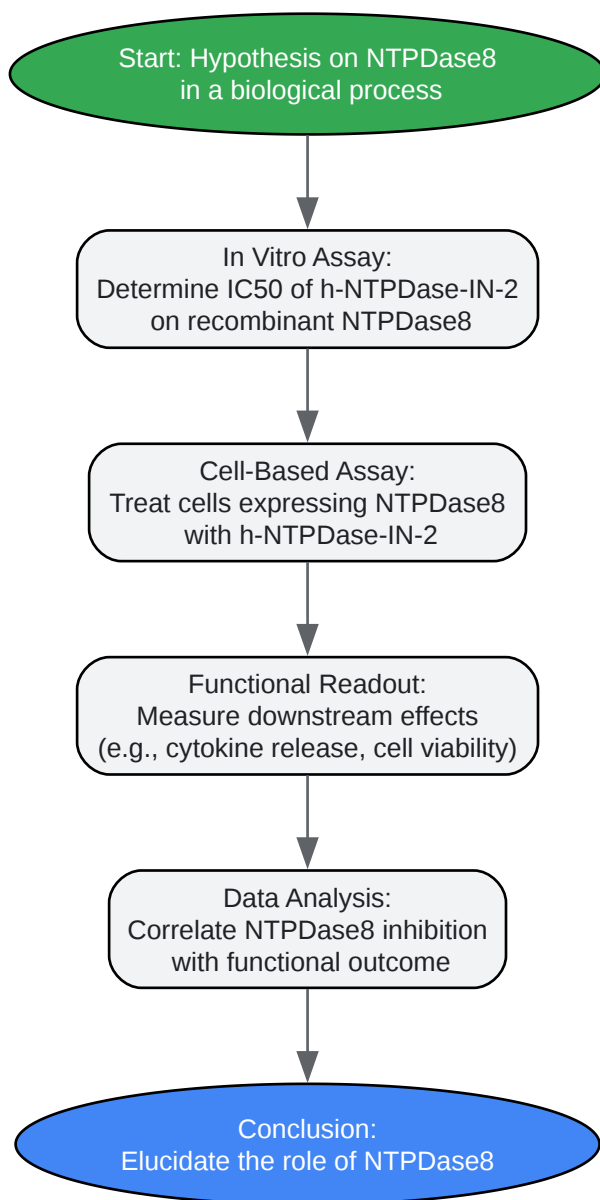 Start: Hypothesis on NTPDase8
in a biological process
In Vitro Assay:
Determine IC50 of h-NTPDase-IN-2
on recombinant NTPDase8
Cell-Based Assay:
Treat cells expressing NTPDase8
with h-NTPDase-IN-2
Functional Readout:
Measure downstream effects
(e.g., cytokine release, cell viability)
Data Analysis:
Correlate NTPDase8 inhibition
with functional outcome
Conclusion:
Elucidate the role of NTPDase8